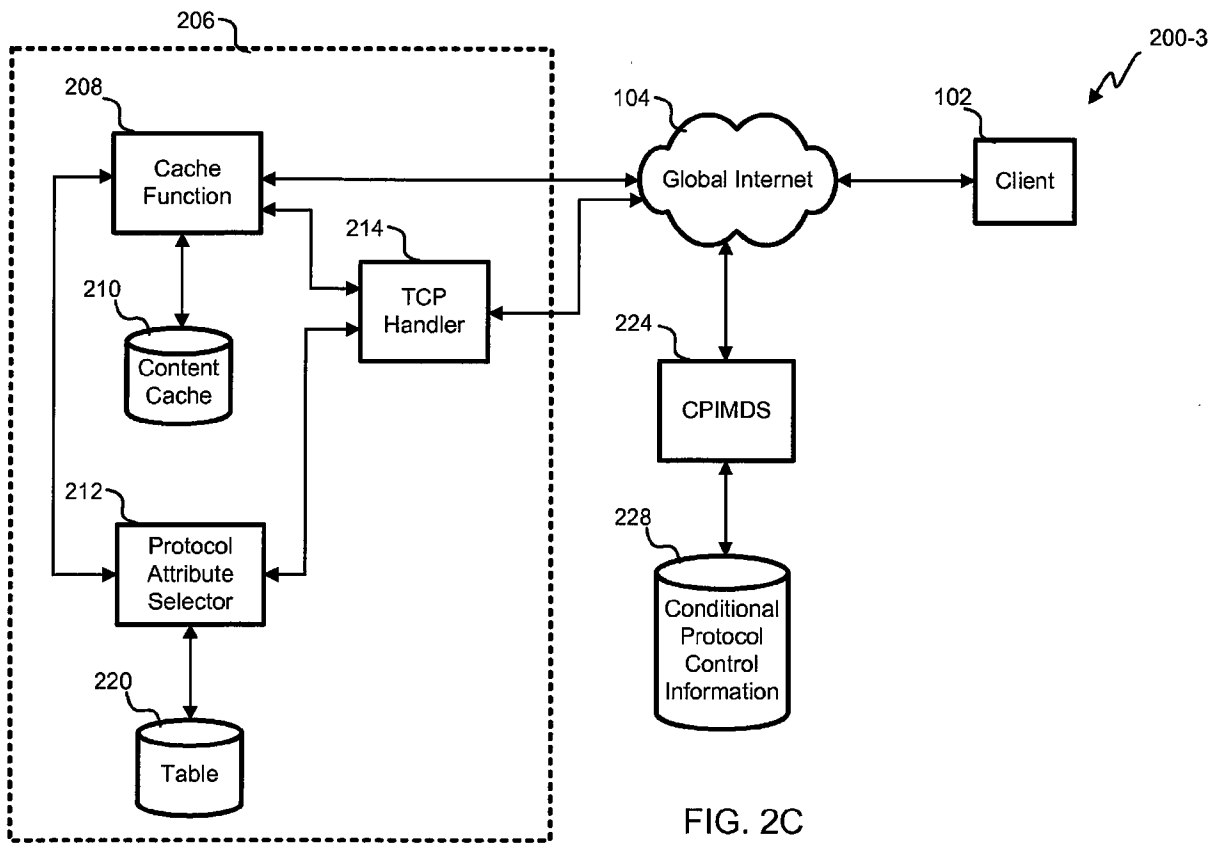 206
200-3
208
104
102
Cache
Function
Global Internet
Client
214
TCP
Handler
210
Content
Cache
224
CPIMDS
212
Protocol
Attribute
Selector
228
Conditional
Protocol
Control
Information
220
Table
FIG. 2C